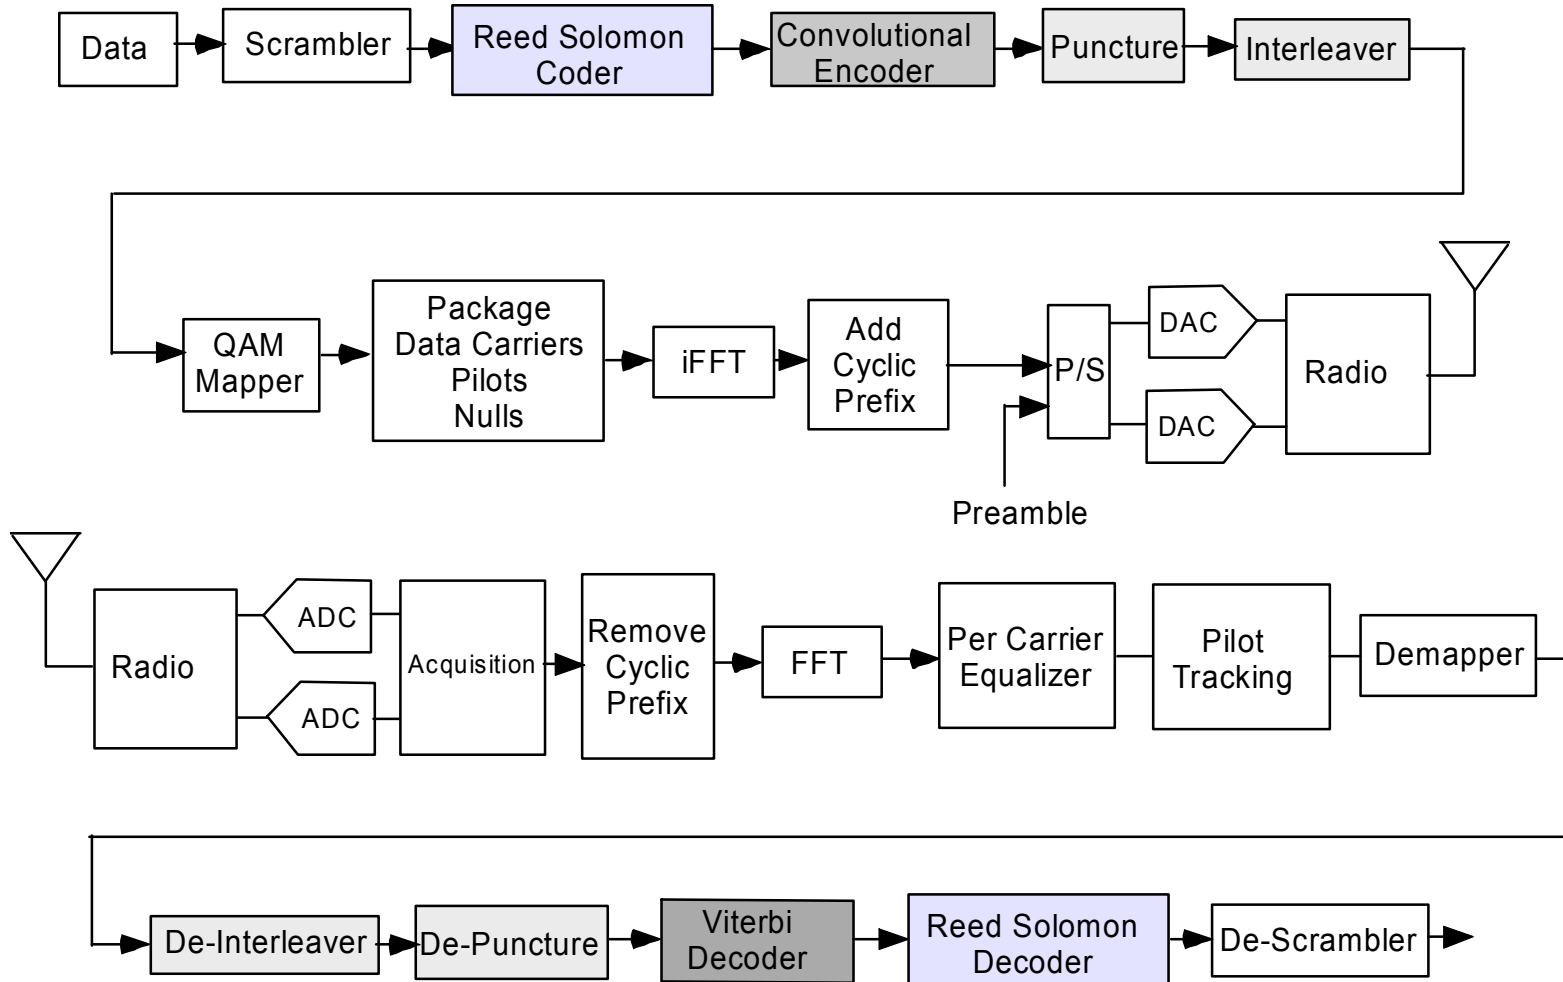 Data
Scrambler
Reed Solomon
Coder
Convolutional
Encoder
Puncture
Interleaver
QAM
Mapper
Package
Data Carriers
Pilots
Nulls
iFFT
Add
Cyclic
Prefix
P/S
DAC
DAC
Radio
Preamble
Radio
ADC
ADC
Acquisition
Remove
Cyclic
Prefix
FFT
Per Carrier
Equalizer
Pilot
Tracking
Demapper
De-Interleaver
De-Puncture
Viterbi
Decoder
Reed Solomon
Decoder
De-Scrambler